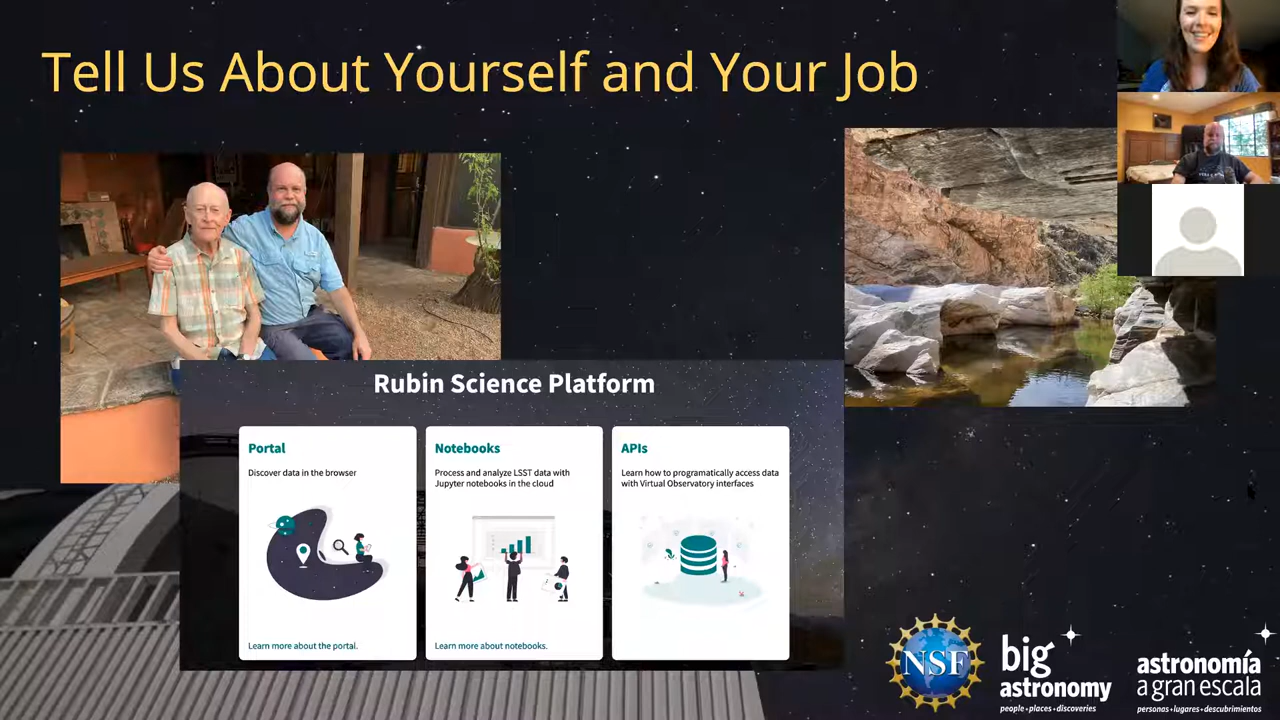 Tell Us About Yourself and Your Job
Rubin Science Platform
Portal
Discover data in the browser
Learn more about the portal.
Notebooks
Process and analyze LSST data with
Jupyter notebooks in the cloud
Learn more about notebooks.
APIs
Learn how to programatically access data
with Virtual Observatory interfaces
NSF
big
astronomy
people • places • discoveries
astronomía
a gran escala
personas • lugares • descubrimientos